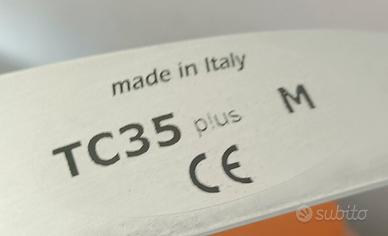 made in Italy
TC35 plus M
CE
subito